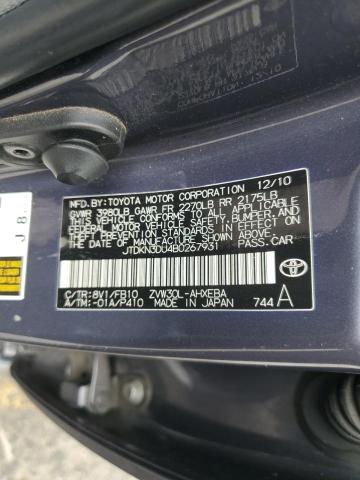 MFD.BY:TOYOTA MOTOR CORPORATION 12/10
GVWR 3980LB GAWR FR 2270LB RR 2175LB
THIS VEHICLE CONFORMS TO ALL APPLICABLE
FEDERAL MOTOR VEHICLE SAFETY, BUMPER, AND
THEFT PREVENTION STANDARDS IN EFFECT ON
THE DATE OF MANUFACTURE SHOWN ABOVE.
JTDKN3DU4B0267931 PASS. CAR
TOYOTA
C/TR:8V1/FB10 ZVW30L-AHXEBA
A/TM:-01A/P410 MADE IN JAPAN 744 A
J B